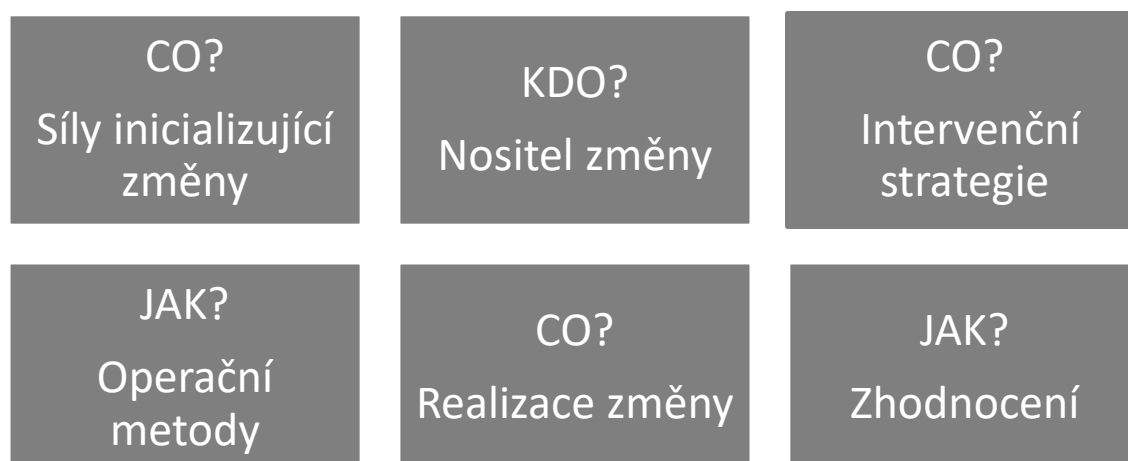 CO?
Síly inicializující
změny
KDO?
Nositel změny
CO?
Intervenční
strategie
JAK?
Operační
metody
CO?
Realizace změny
JAK?
Zhodnocení